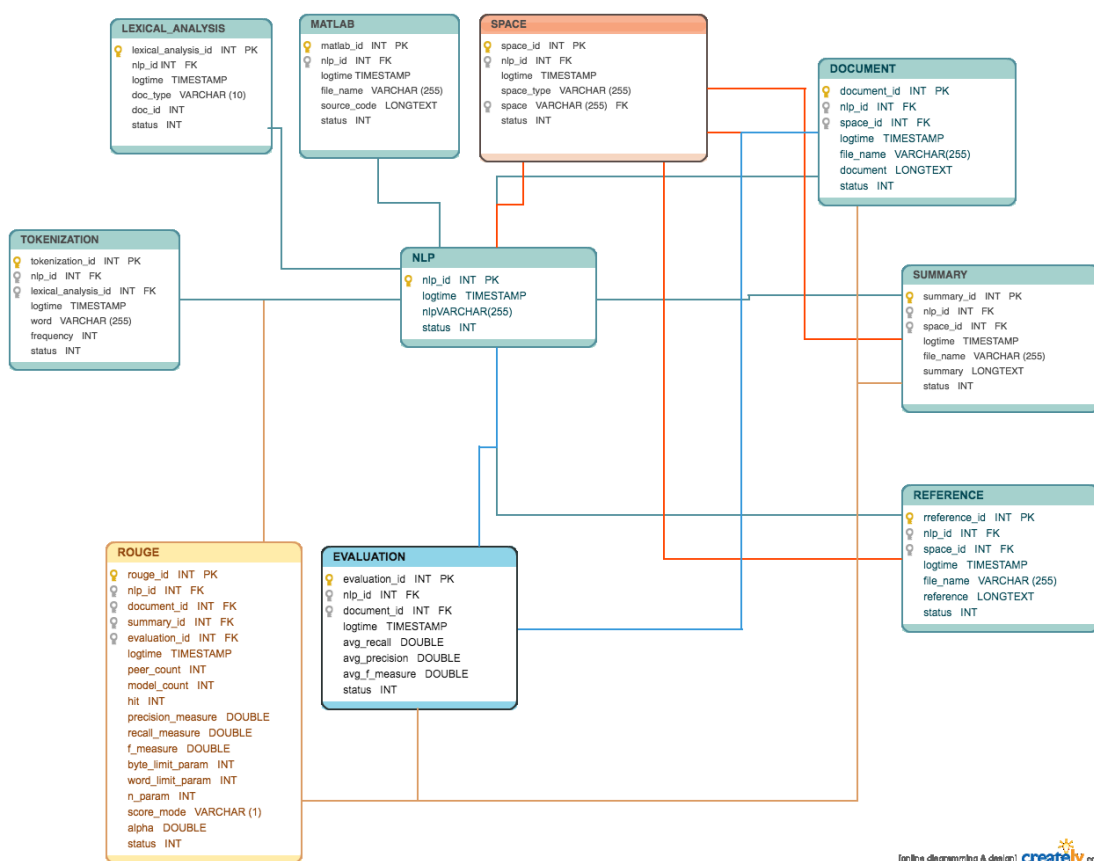 LEXICAL_ANALYSIS
lexical_analysis_id INT PK
nlp_id INT FK
logtime TIMESTAMP
doc_type VARCHAR (10)
doc_id INT
status INT
MATLAB
matlab_id INT PK
nlp_id INT FK
logtime TIMESTAMP
file_name VARCHAR (255)
source_code LONGTEXT
status INT
SPACE
space_id INT PK
nlp_id INT FK
logtime TIMESTAMP
space_type VARCHAR (255)
space VARCHAR (255) FK
status INT
DOCUMENT
document_id INT PK
nlp_id INT FK
space_id INT FK
logtime TIMESTAMP
file_name VARCHAR(255)
document LONGTEXT
status INT
TOKENIZATION
tokenization_id INT PK
nlp_id INT FK
lexical_analysis_id INT FK
logtime TIMESTAMP
word VARCHAR (255)
frequency INT
status INT
NLP
nlp_id INT PK
logtime TIMESTAMP
nlpVARCHAR(255)
status INT
SUMMARY
summary_id INT PK
nlp_id INT FK
space_id INT FK
logtime TIMESTAMP
file_name VARCHAR (255)
summary LONGTEXT
status INT
REFERENCE
rreference_id INT PK
nlp_id INT FK
space_id INT FK
logtime TIMESTAMP
file_name VARCHAR (255)
reference LONGTEXT
status INT
ROUGE
rouge_id INT PK
nlp_id INT FK
document_id INT FK
summary_id INT FK
evaluation_id INT FK
logtime TIMESTAMP
peer_count INT
model_count INT
hit INT
precision_measure DOUBLE
recall_measure DOUBLE
f_measure DOUBLE
byte_limit_param INT
word_limit_param INT
n_param INT
score_mode VARCHAR (1)
alpha DOUBLE
status INT
EVALUATION
evaluation_id INT PK
nlp_id INT FK
document_id INT FK
logtime TIMESTAMP
avg_recall DOUBLE
avg_precision DOUBLE
avg_f_measure DOUBLE
status INT
[online diagramming & design] creately